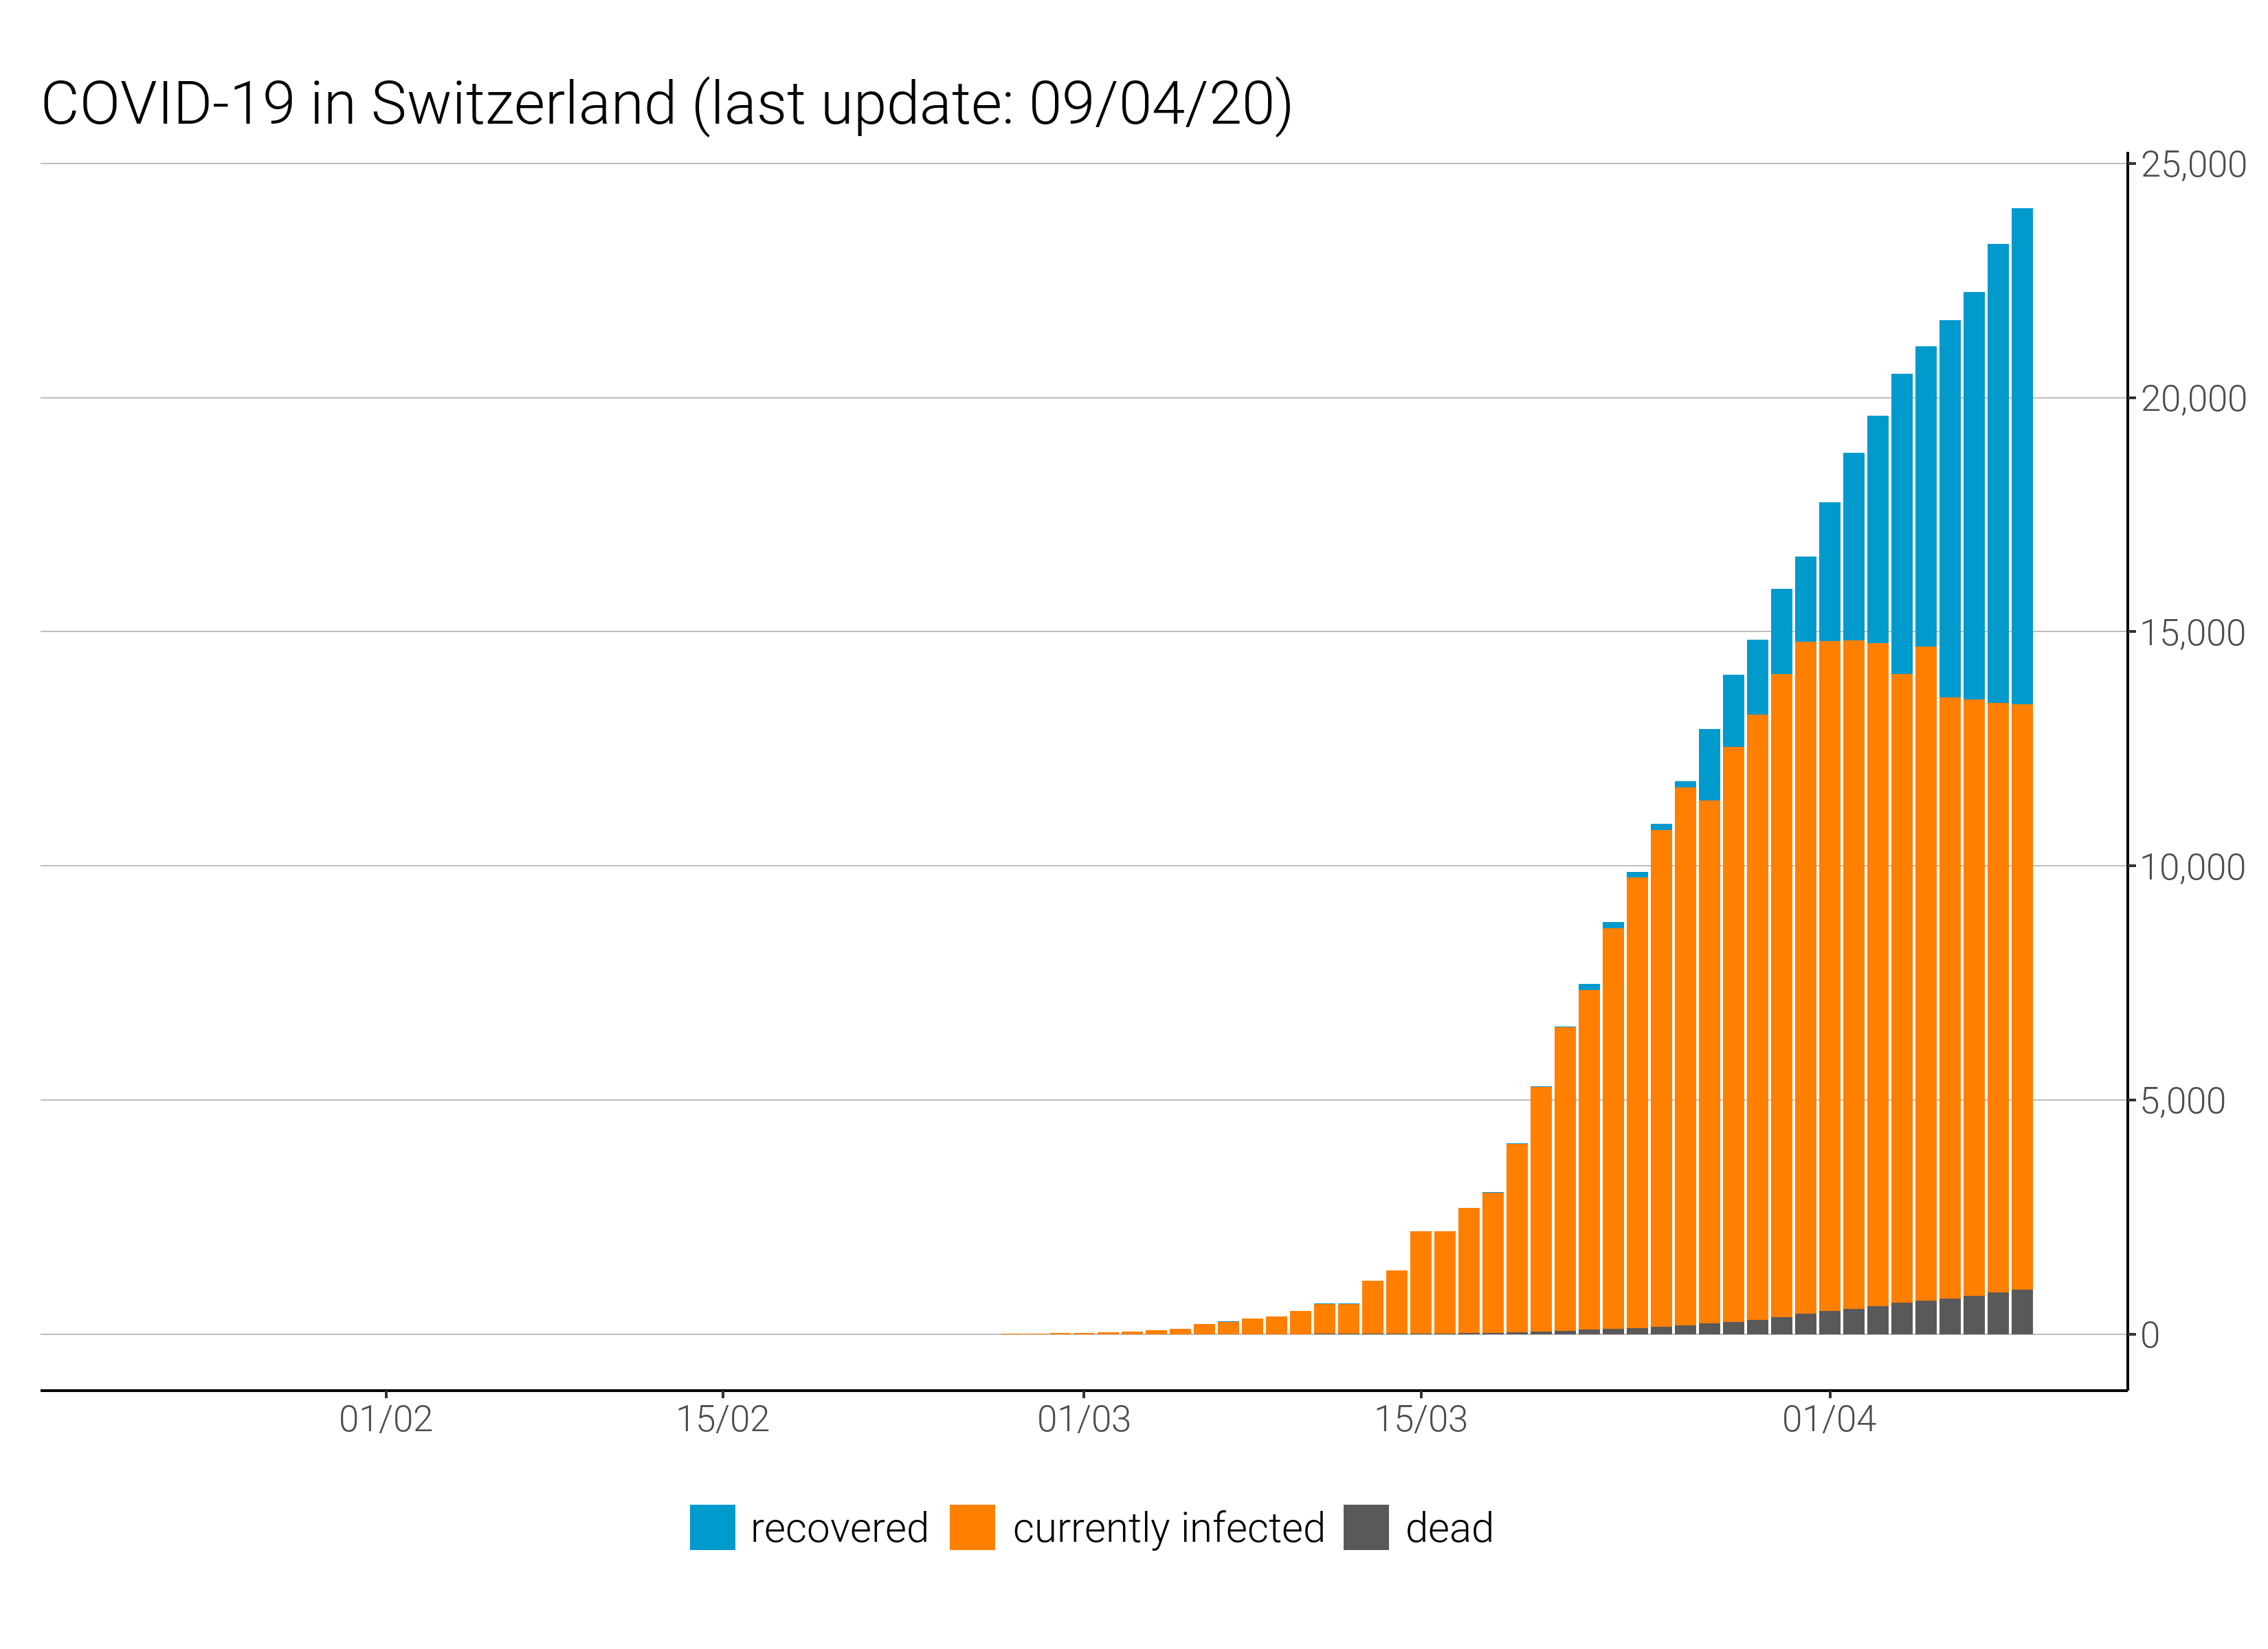 COVID-19 in Switzerland (last update: 09/04/20)
25,000
20,000
15,000
10,000
5,000
0
01/02 15/02 01/03 15/03 01/04
recovered currently infected dead